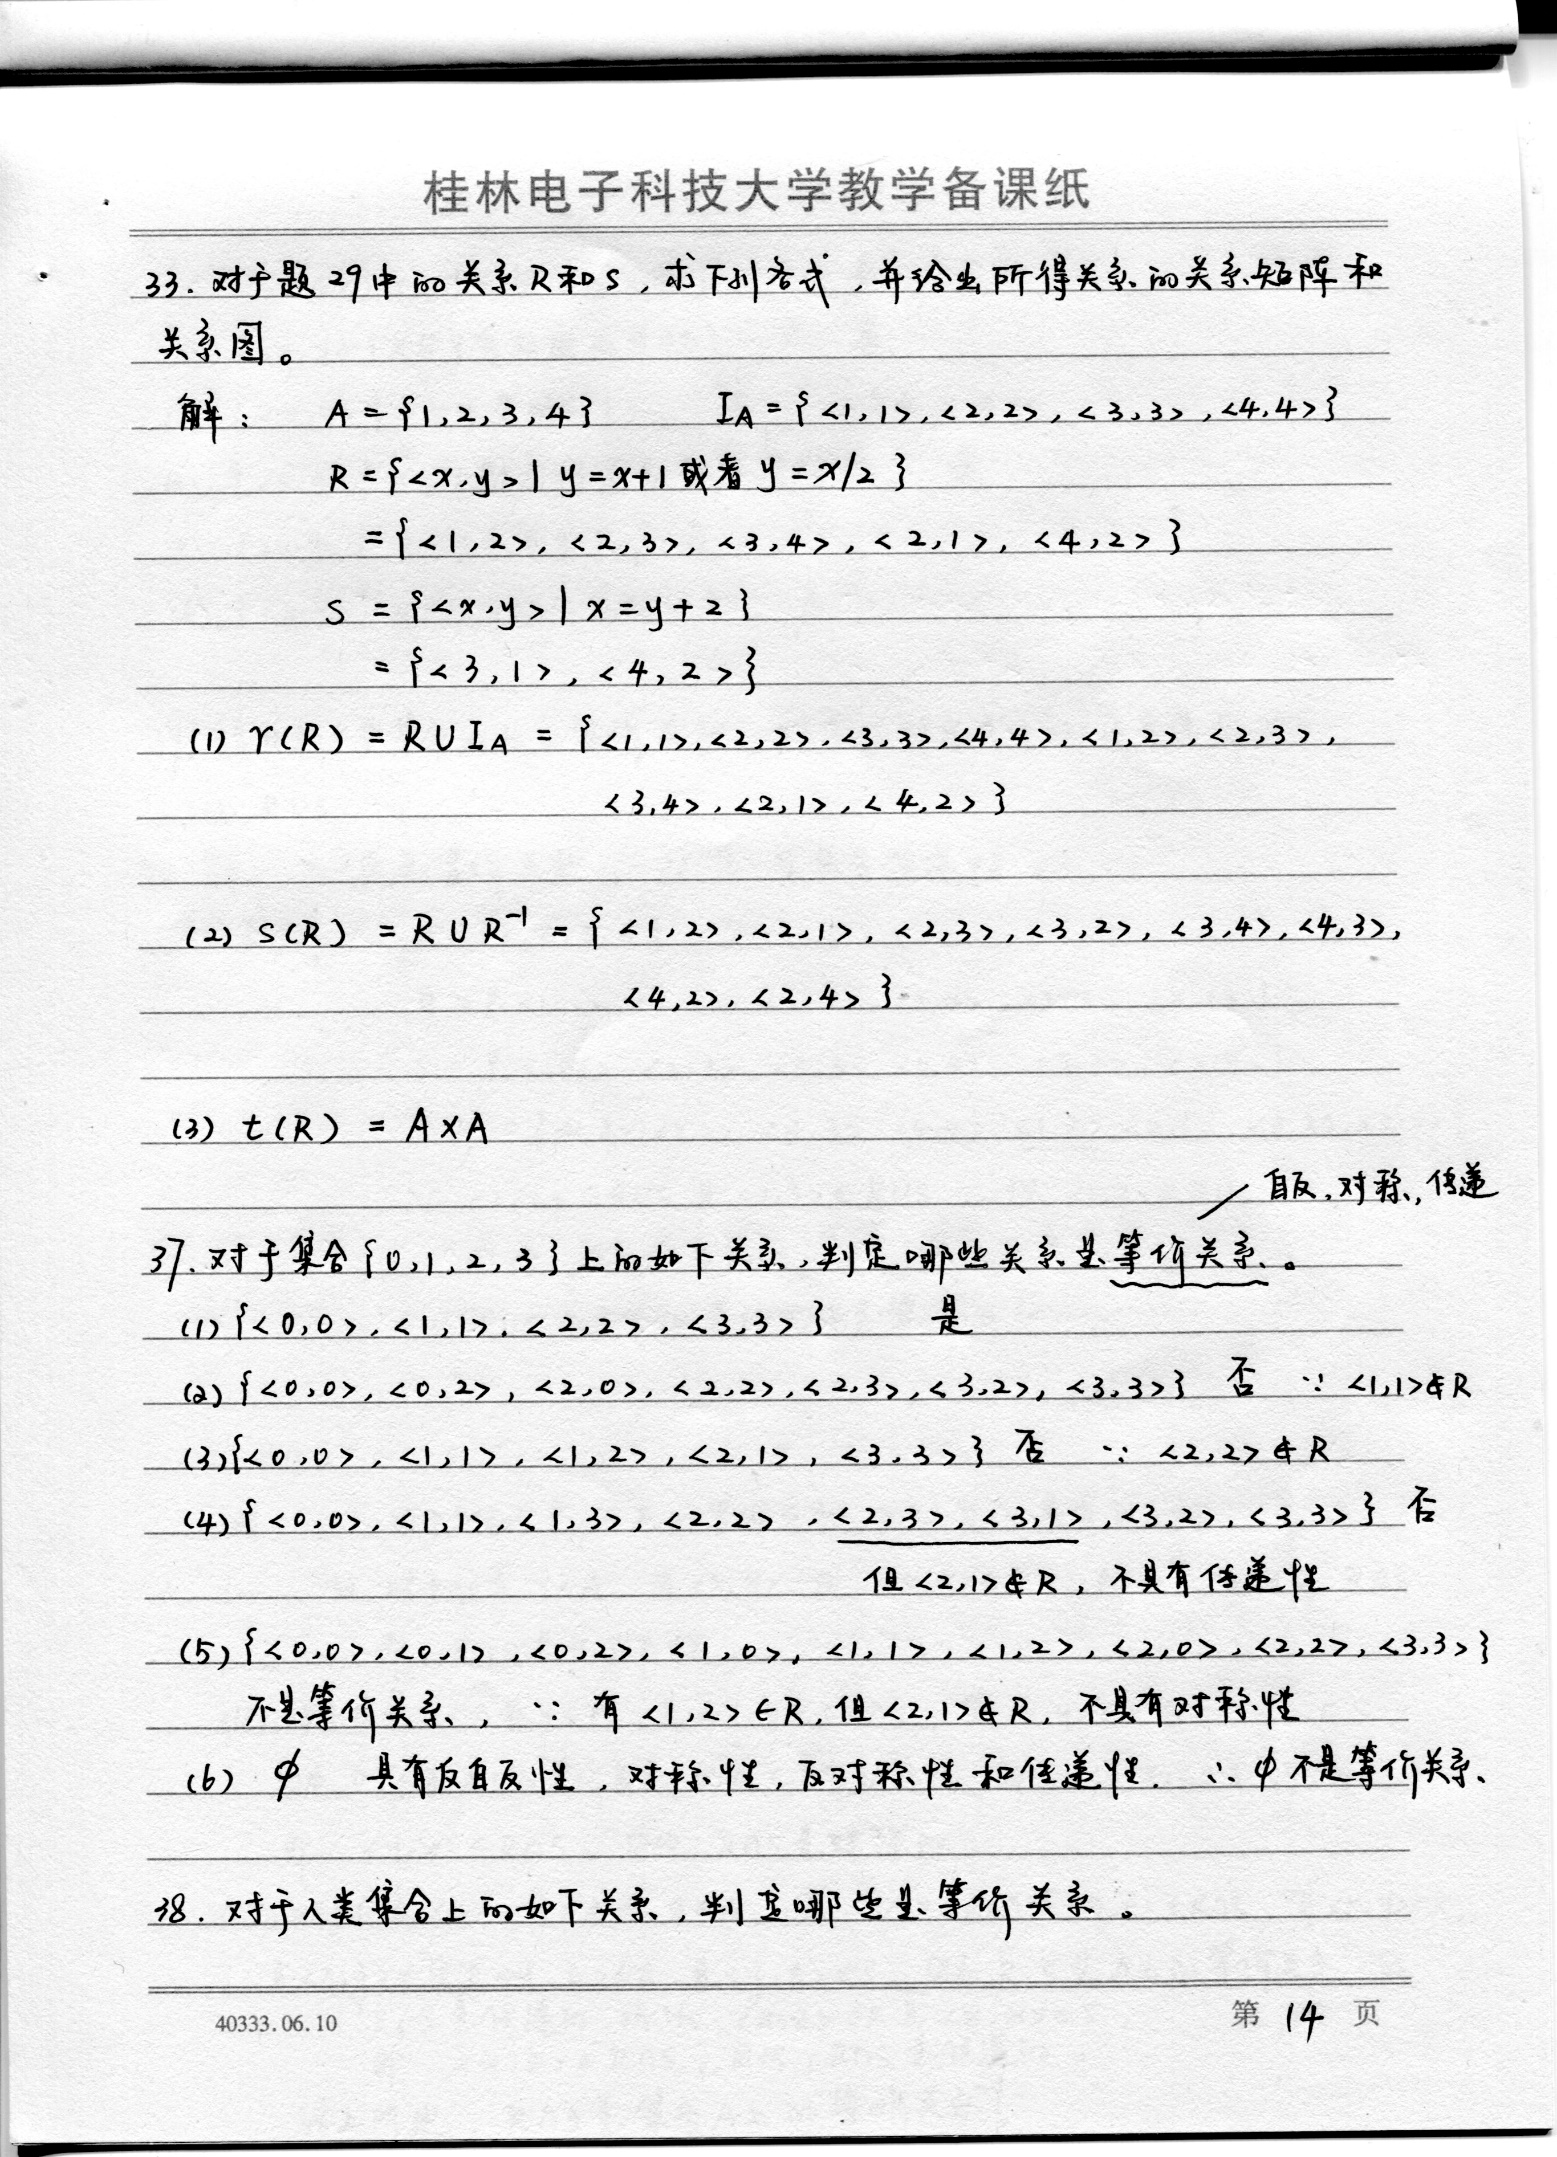 桂林电子科技大学教学备课纸
33. 对于题29中的关系R和S，求下列各式，并给出所得关系的关系矩阵和
关系图。
解： A={1,2,3,4} I_A={<1,1>,<2,2>,<3,3>,<4,4>}
R={<x,y>|y=x+1或者y=x/2}
={<1,2>,<2,3>,<3,4>,<2,1>,<4,2>}
S={<x,y>|x=y+2}
={<3,1>,<4,2>}
(1) r(R)=R∪I_A={<1,1>,<2,2>,<3,3>,<4,4>,<1,2>,<2,3>,
<3,4>,<2,1>,<4,2>}
(2) S(R)=R∪R⁻¹={<1,2>,<2,1>,<2,3>,<3,2>,<3,4>,<4,3>,
<4,2>,<2,4>}
(3) t(R)=A×A
自反,对称,传递
37. 对于集合{0,1,2,3}上的如下关系,判定哪些关系是等价关系。
(1){<0,0>,<1,1>,<2,2>,<3,3>} 是
(2){<0,0>,<0,2>,<2,0>,<2,2>,<2,3>,<3,2>,<3,3>} 否 ∵ <1,1>∉R
(3){<0,0>,<1,1>,<1,2>,<2,1>,<3,3>} 否 ∵ <2,2>∉R
(4){<0,0>,<1,1>,<1,3>,<2,2>,<2,3>,<3,1>,<3,2>,<3,3>} 否
但<2,1>∉R, 不具有传递性
(5){<0,0>,<0,1>,<0,2>,<1,0>,<1,1>,<1,2>,<2,0>,<2,2>,<3,3>}
不是等价关系, ∵ 有<1,2>∈R,但<2,1>∉R, 不具有对称性
(6) ϕ 具有反自反性,对称性,反对称性和传递性. ∴ϕ不是等价关系、
38. 对于人类集合上的如下关系,判定哪些是等价关系。
40333.06.10
第 14 页